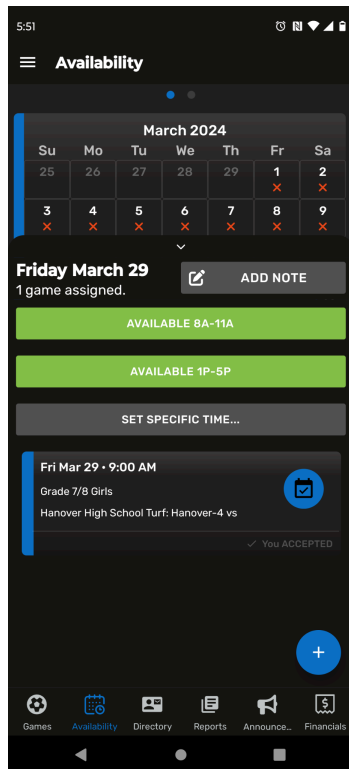 5:51
Availability
March 2024
Su Mo Tu We Th Fr Sa
25 26 27 28 29 1 2
3 4 5 6 7 8 9
Friday March 29
1 game assigned.
ADD NOTE
AVAILABLE 8A-11A
AVAILABLE 1P-5P
SET SPECIFIC TIME...
Fri Mar 29 • 9:00 AM
Grade 7/8 Girls
Hanover High School Turf: Hanover-4 vs
You ACCEPTED
Games Availability Directory Reports Announce... Financials